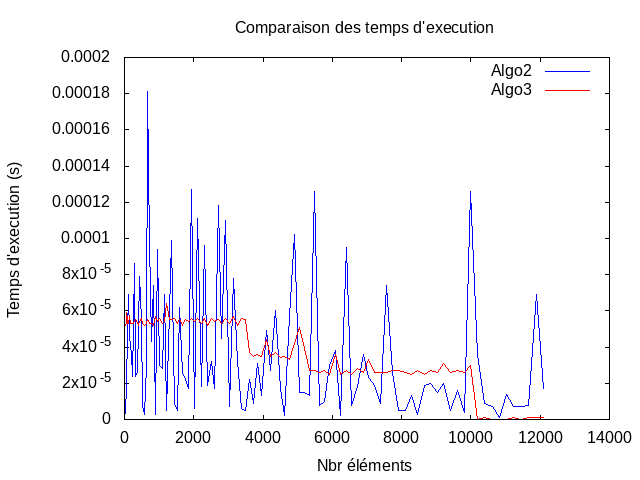 Comparaison des temps d'execution
Temps d'execution (s)
0.0002
0.00018
0.00016
0.00014
0.00012
0.0001
8x10⁻⁵
6x10⁻⁵
4x10⁻⁵
2x10⁻⁵
0
Algo2
Algo3
0 2000 4000 6000 8000 10000 12000 14000
Nbr éléments